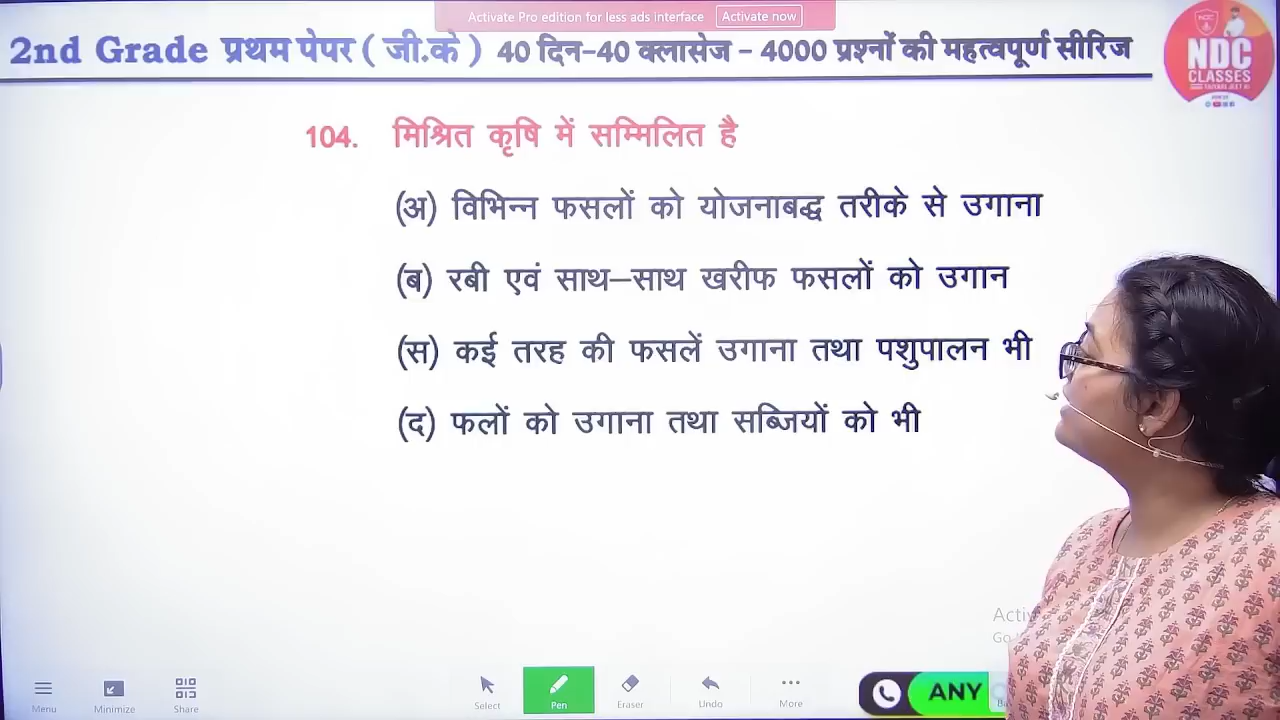 Activate Pro edition for less ads interface Activate now
2nd Grade प्रथम पेपर ( जी.के ) 40 दिन–40 क्लासेज – 4000 प्रश्नों की महत्वपूर्ण सीरिज
NDC
CLASSES
104. मिश्रित कृषि में सम्मिलित है
(अ) विभिन्न फसलों को योजनाबद्ध तरीके से उगाना
(ब) रबी एवं साथ–साथ खरीफ फसलों को उगान
(स) कई तरह की फसलें उगाना तथा पशुपालन भी
(द) फलों को उगाना तथा सब्जियों को भी
Menu Minimize Share Select Pen Eraser Undo More
ANY